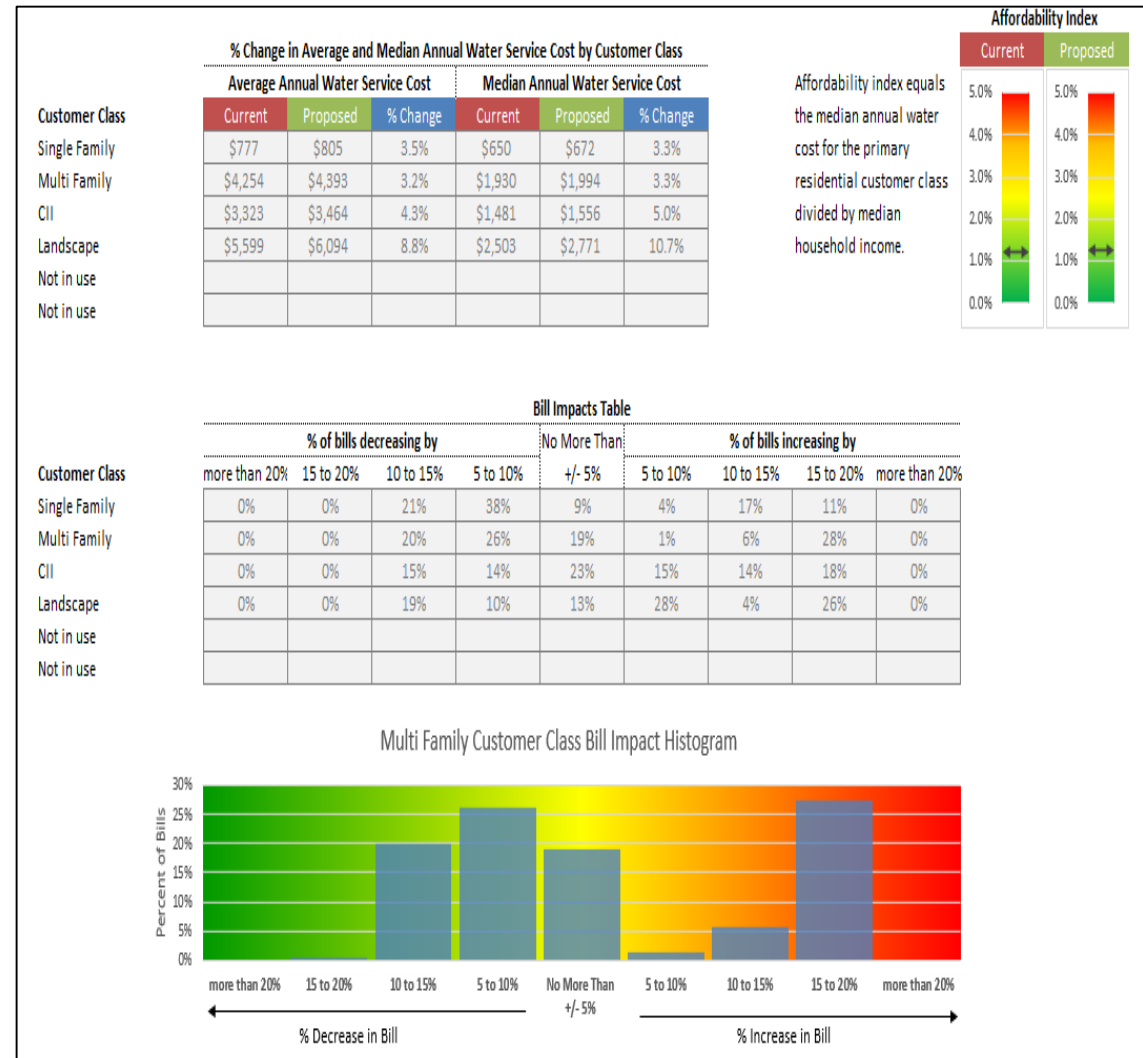 Affordability Index
Current Proposed
% Change in Average and Median Annual Water Service Cost by Customer Class
Average Annual Water Service Cost Median Annual Water Service Cost
Customer Class Current Proposed % Change Current Proposed % Change
Single Family $777 $805 3.5% $650 $672 3.3%
Multi Family $4,254 $4,393 3.2% $1,930 $1,994 3.3%
CII $3,323 $3,464 4.3% $1,481 $1,556 5.0%
Landscape $5,599 $6,094 8.8% $2,503 $2,771 10.7%
Not in use
Not in use
Affordability index equals
the median annual water
cost for the primary
residential customer class
divided by median
household income.
5.0% 5.0%
4.0% 4.0%
3.0% 3.0%
2.0% 2.0%
1.0% 1.0%
0.0% 0.0%
Bill Impacts Table
% of bills decreasing by No More Than % of bills increasing by
Customer Class more than 20% 15 to 20% 10 to 15% 5 to 10% +/- 5% 5 to 10% 10 to 15% 15 to 20% more than 20%
Single Family 0% 0% 21% 38% 9% 4% 17% 11% 0%
Multi Family 0% 0% 20% 26% 19% 1% 6% 28% 0%
CII 0% 0% 15% 14% 23% 15% 14% 18% 0%
Landscape 0% 0% 19% 10% 13% 28% 4% 26% 0%
Not in use
Not in use
Multi Family Customer Class Bill Impact Histogram
Percent of Bills
30%
25%
20%
15%
10%
5%
0%
more than 20% 15 to 20% 10 to 15% 5 to 10% No More Than 5 to 10% 10 to 15% 15 to 20% more than 20%
+/- 5%
% Decrease in Bill % Increase in Bill